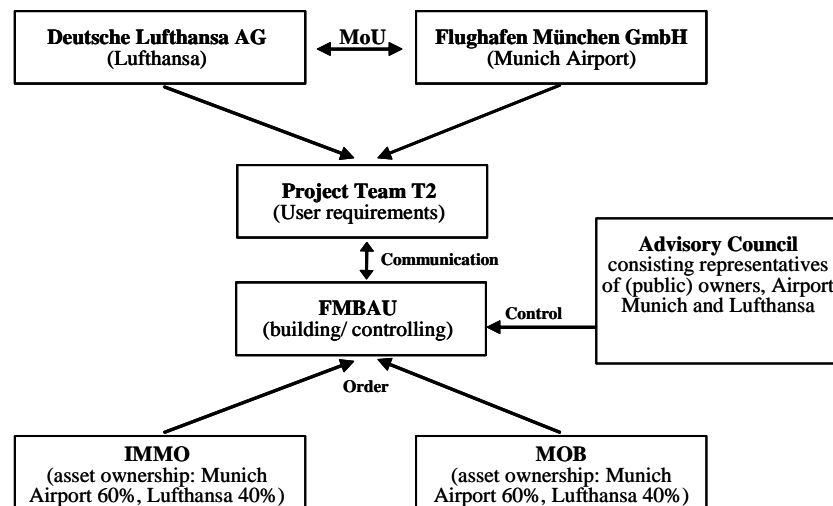 Deutsche Lufthansa AG
(Lufthansa)
MoU
Flughafen München GmbH
(Munich Airport)
Project Team T2
(User requirements)
Communication
Advisory Council
consisting representatives
of (public) owners, Airport
Munich and Lufthansa
FMBAU
(building/ controlling)
Control
Order
IMMO
(asset ownership: Munich
Airport 60%, Lufthansa 40%)
MOB
(asset ownership: Munich
Airport 60%, Lufthansa 40%)